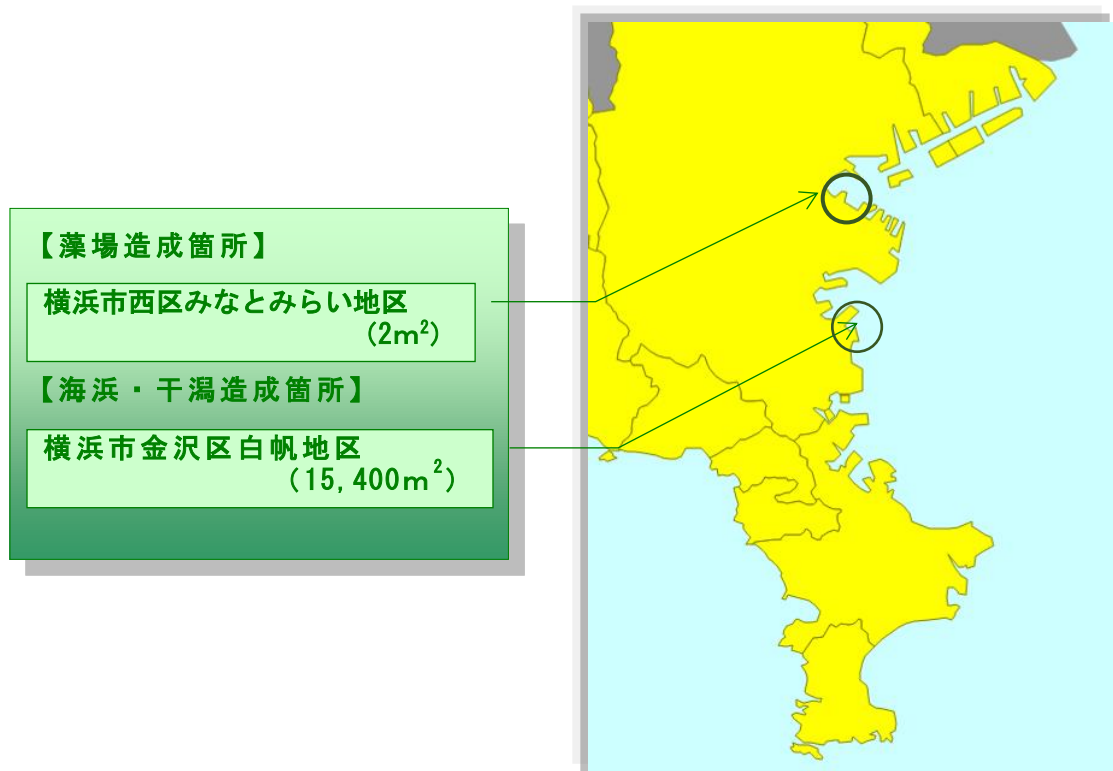 【藻場造成箇所】
横浜市西区みなとみらい地区
(2m²)
【海浜・干潟造成箇所】
横浜市金沢区白帆地区
(15,400m²)